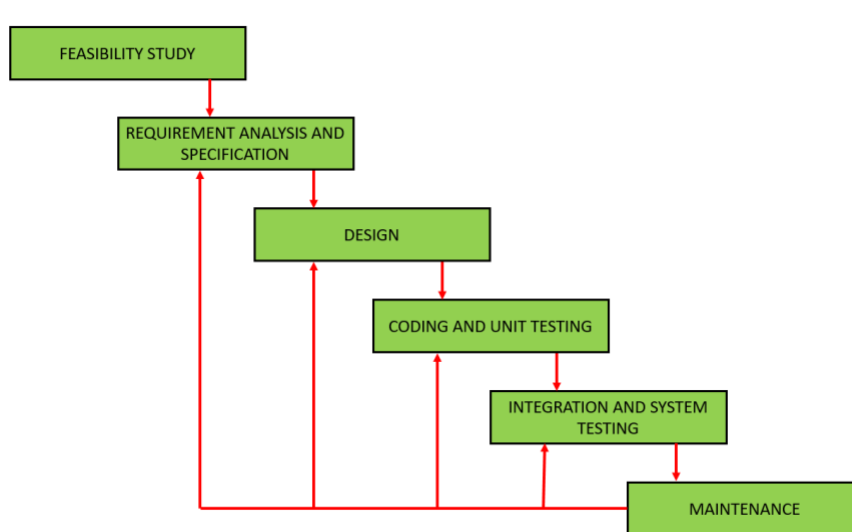 FEASIBILITY STUDY
REQUIREMENT ANALYSIS AND
SPECIFICATION
DESIGN
CODING AND UNIT TESTING
INTEGRATION AND SYSTEM
TESTING
MAINTENANCE